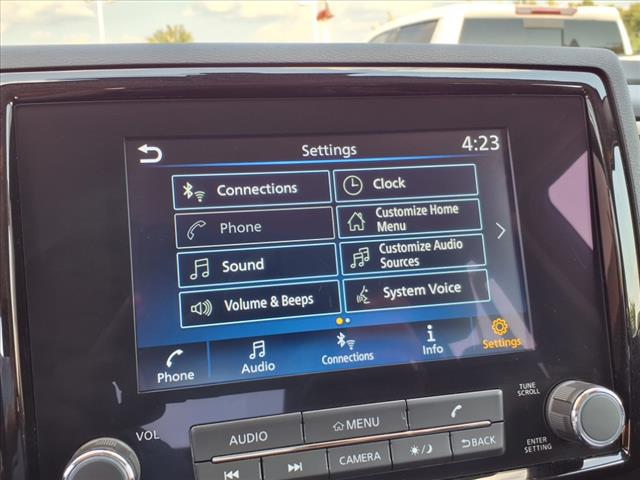 Settings
4:23
Connections
Clock
Phone
Customize Home
Menu
Sound
Customize Audio
Sources
Volume & Beeps
System Voice
Phone
Audio
Connections
Info
Settings
VOL
AUDIO
MENU
TUNE
SCROLL
CAMERA
BACK
ENTER
SETTING